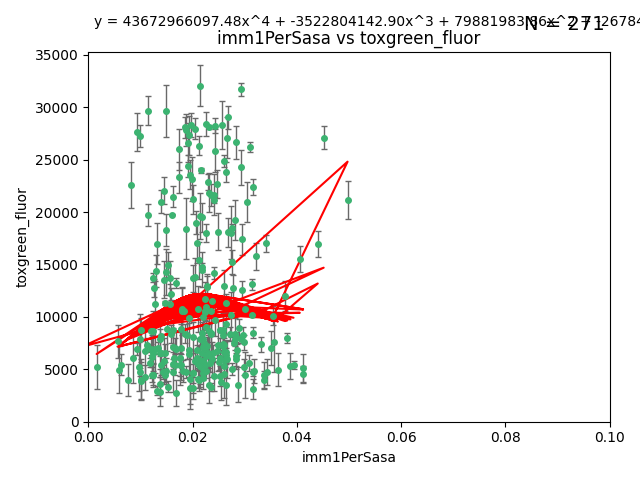 y = 43672966097.48x^4 + -3522804142.90x^3 +
N = 271
imm1PerSasa vs toxgreen_fluor
35000
30000
25000
20000
15000
10000
5000
0
toxgreen_fluor
0.00 0.02 0.04 0.06 0.08 0.10
imm1PerSasa